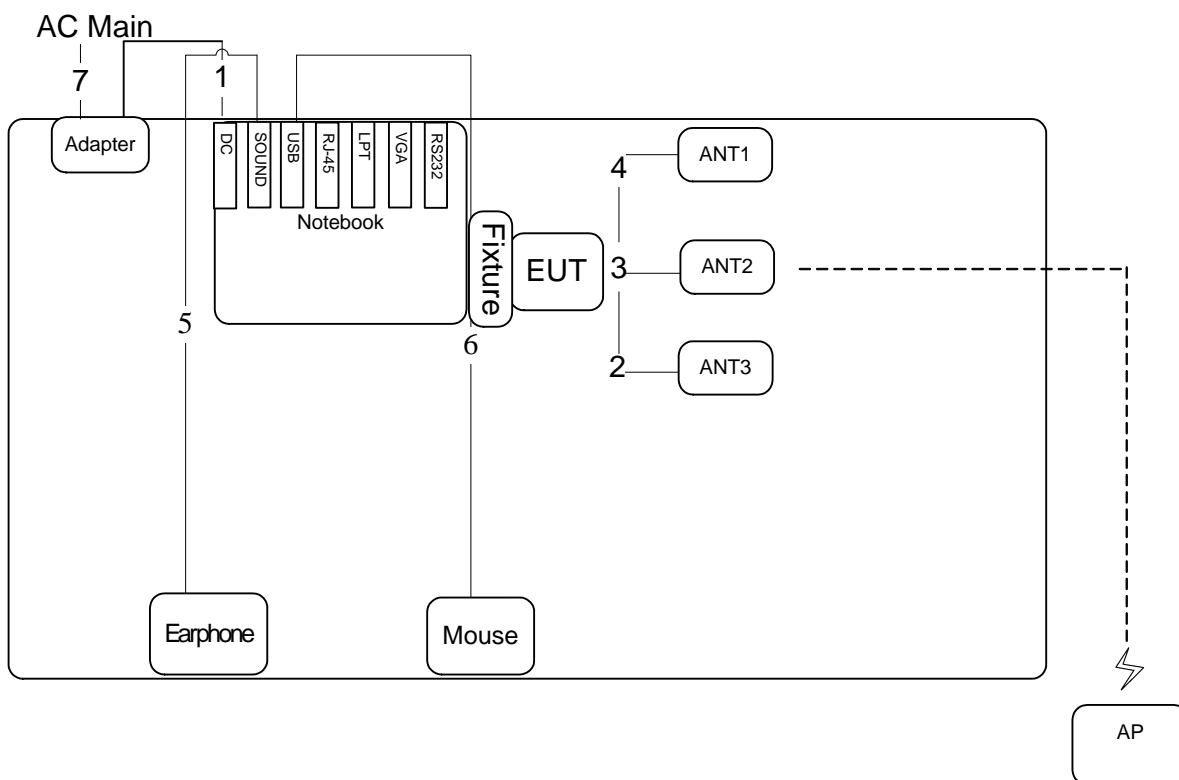 AC Main
7
1
Adapter
DC
SOUND
USB
RJ-45
LPT
VGA
RS232
Notebook
Fixture
EUT
4
ANT1
3
ANT2
2
ANT3
5
6
Earphone
Mouse
AP